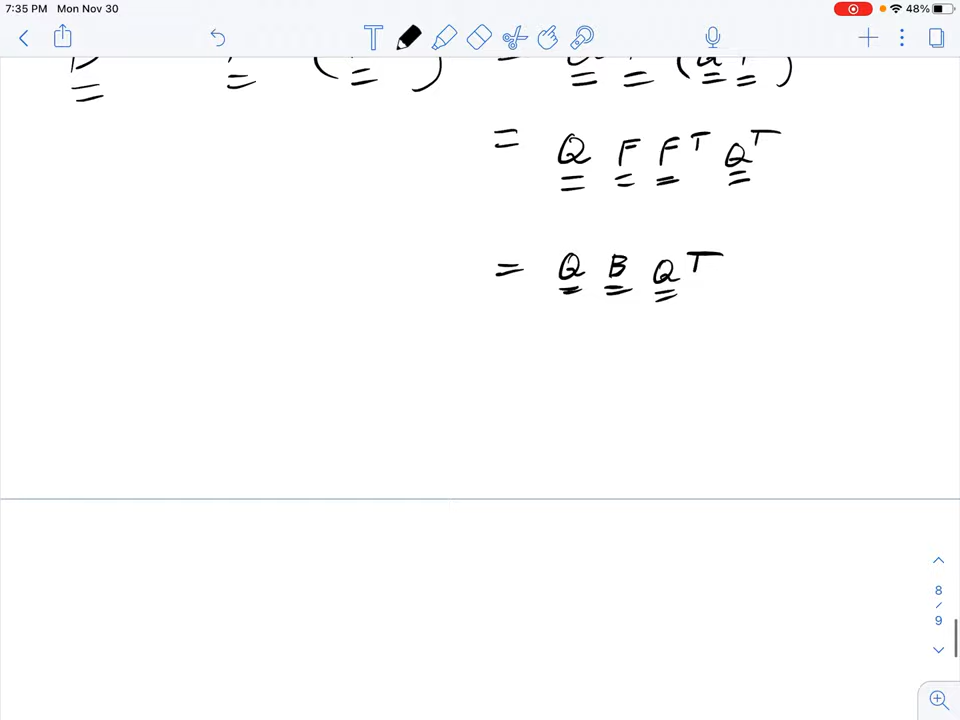 7:35 PM Mon Nov 30 48%
T
= Q F F^T Q^T
= Q B Q^T
8
/
9